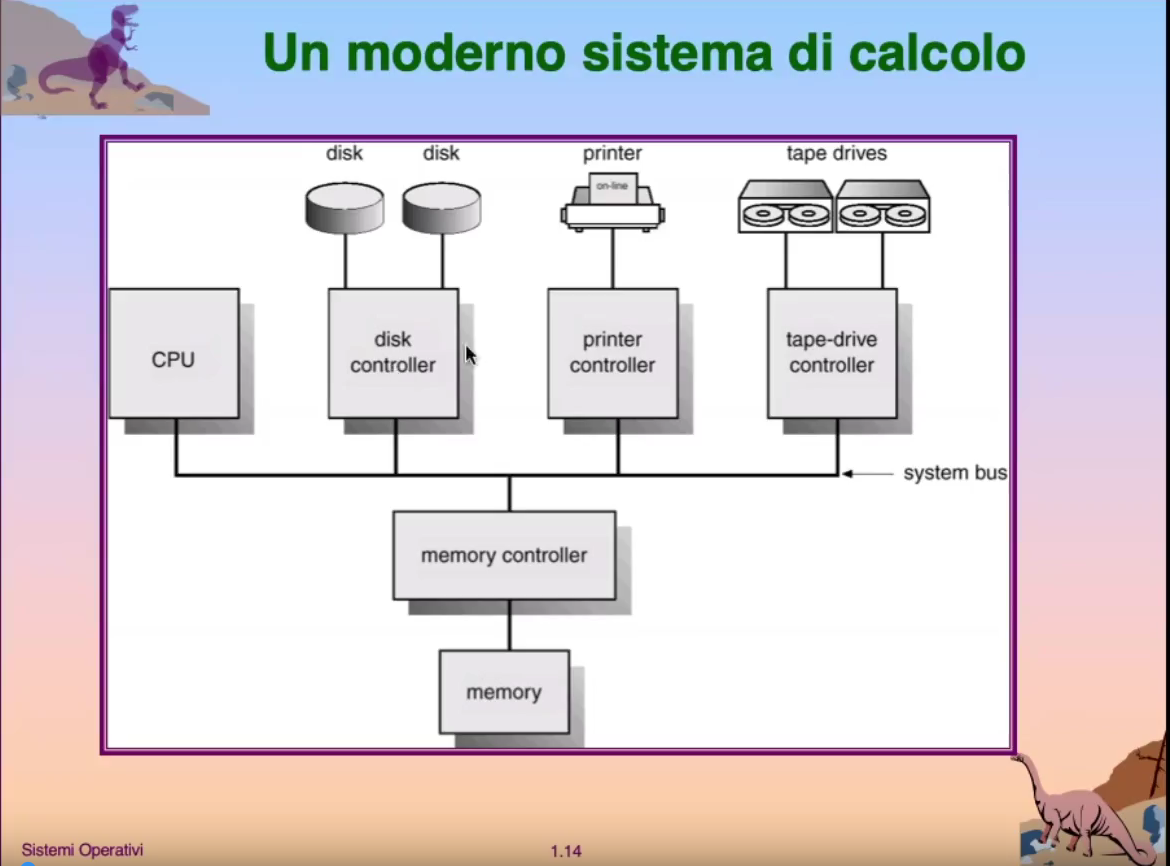 Un moderno sistema di calcolo
disk
disk
printer
tape drives
on-line
CPU
disk
controller
printer
controller
tape-drive
controller
system bus
memory controller
memory
Sistemi Operativi
1.14